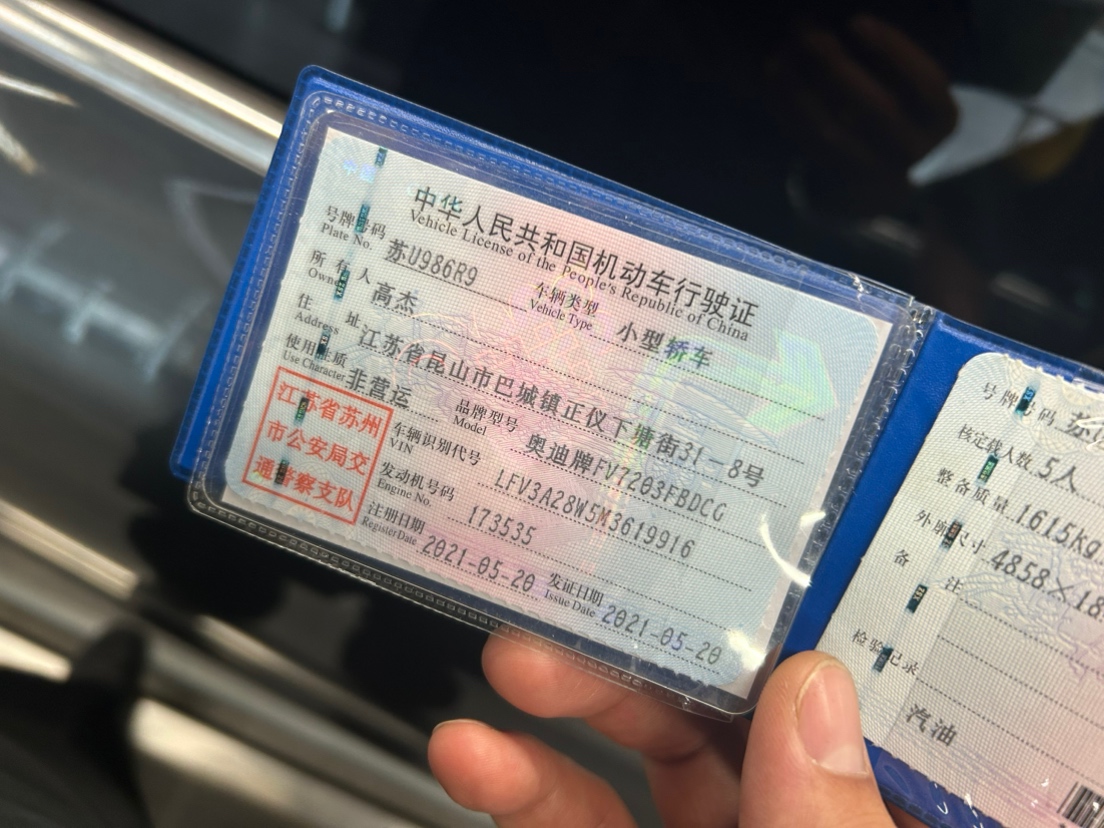 中华人民共和国机动车行驶证
Vehicle License of the People's Republic of China
号牌号码 苏U986R9 车辆类型 小型轿车
Plate No. Vehicle Type
所有人 高杰
Owner
住址 江苏省昆山市巴城镇正仪下塘街31-8号
Address
使用性质 非营运 品牌型号 奥迪牌FV7203FBDCG
Use Character Model
江苏省苏州
市公安局交
通警察支队
车辆识别代号 LFV3A28W5M3619916
VIN
发动机号码 173535
Engine No.
注册日期 2021-05-20 发证日期 2021-05-20
Register Date Issue Date
号牌号码 苏
核定载人数 5人
整备质量 1615kg
外廓尺寸 4858×18
备注
检验记录
汽油